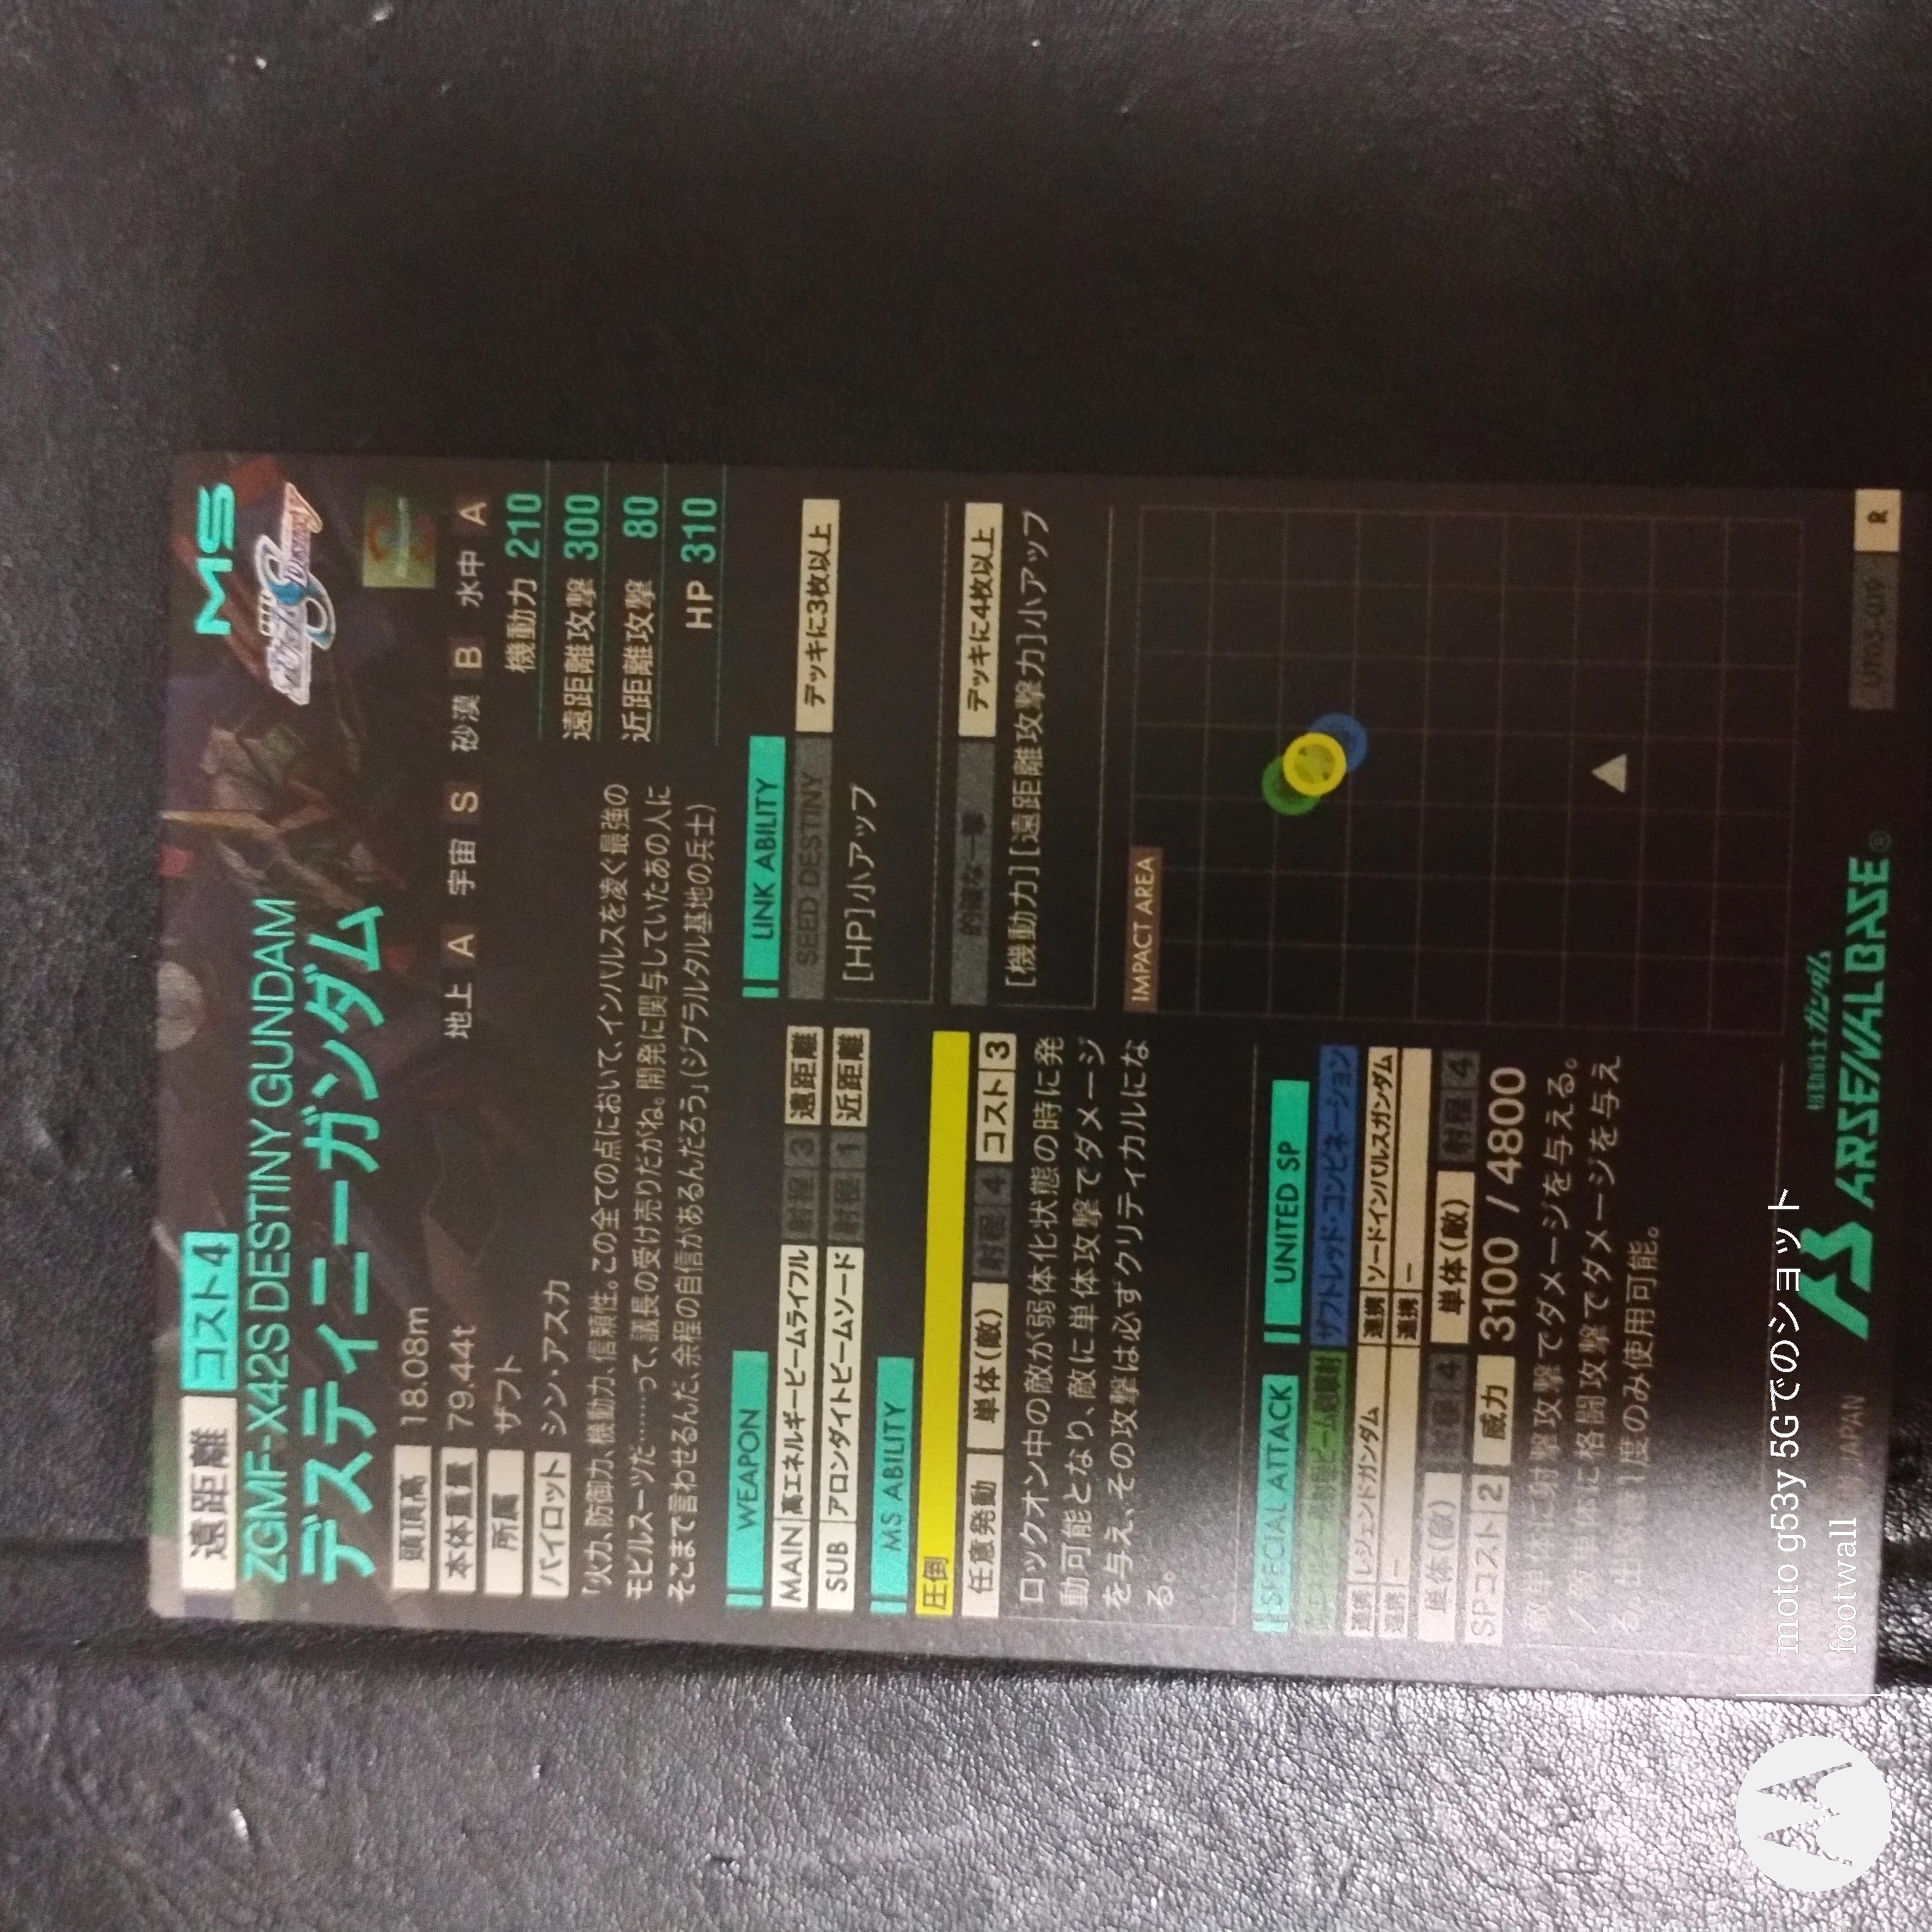 遠距離 コスト4 MS
ZGMF-X42S DESTINY GUNDAM
デスティニーガンダム
頭頂高 18.08m
本体重量 79.44t
所属 ザフト
パイロット シン・アスカ
地上 A 宇宙 S 砂漠 B 水中 A
機動力 210
遠距離攻撃 300
近距離攻撃 80
HP 310
「火力、防御力、機動力、信頼性。この全ての点において、インパルスを凌ぐ最強の
モビルスーツだ……って、議長の受け売りだがね。開発に関与していたあの人に
そこまで言わせるんだ、余程の自信があるんだろう」(ジブラルタル基地の兵士)
WEAPON
MAIN 高エネルギービームライフル 射程 3 遠距離
SUB アロンダイトビームソード 射程 1 近距離
MS ABILITY
圧倒
任意発動 単体(敵) 射程 4 コスト 3
ロックオン中の敵が弱体化状態の時に発
動可能となり、敵に単体攻撃でダメージ
を与え、その攻撃は必ずクリティカルにな
る。
LINK ABILITY
SEED DESTINY デッキに3枚以上
[HP]小アップ
的確な一撃 デッキに4枚以上
[機動力][遠距離攻撃力]小アップ
IMPACT AREA
SPECIAL ATTACK UNITED SP
ザフトレッド・コンビネーション
連携 レジェンドガンダム 連携 ソードインパルスガンダム
連携 ー 連携 ー
単体(敵) 射程 4 単体(敵) 射程 4
SPコスト 2 威力 3100 / 4800
射撃攻撃でダメージを与える。
に格闘攻撃でダメージを与え
1度のみ使用可能。
機動戦士ガンダム
ARSENAL BASE®
JAPAN
UT03-019 R
moto g53y 5Gでのショット
footwall